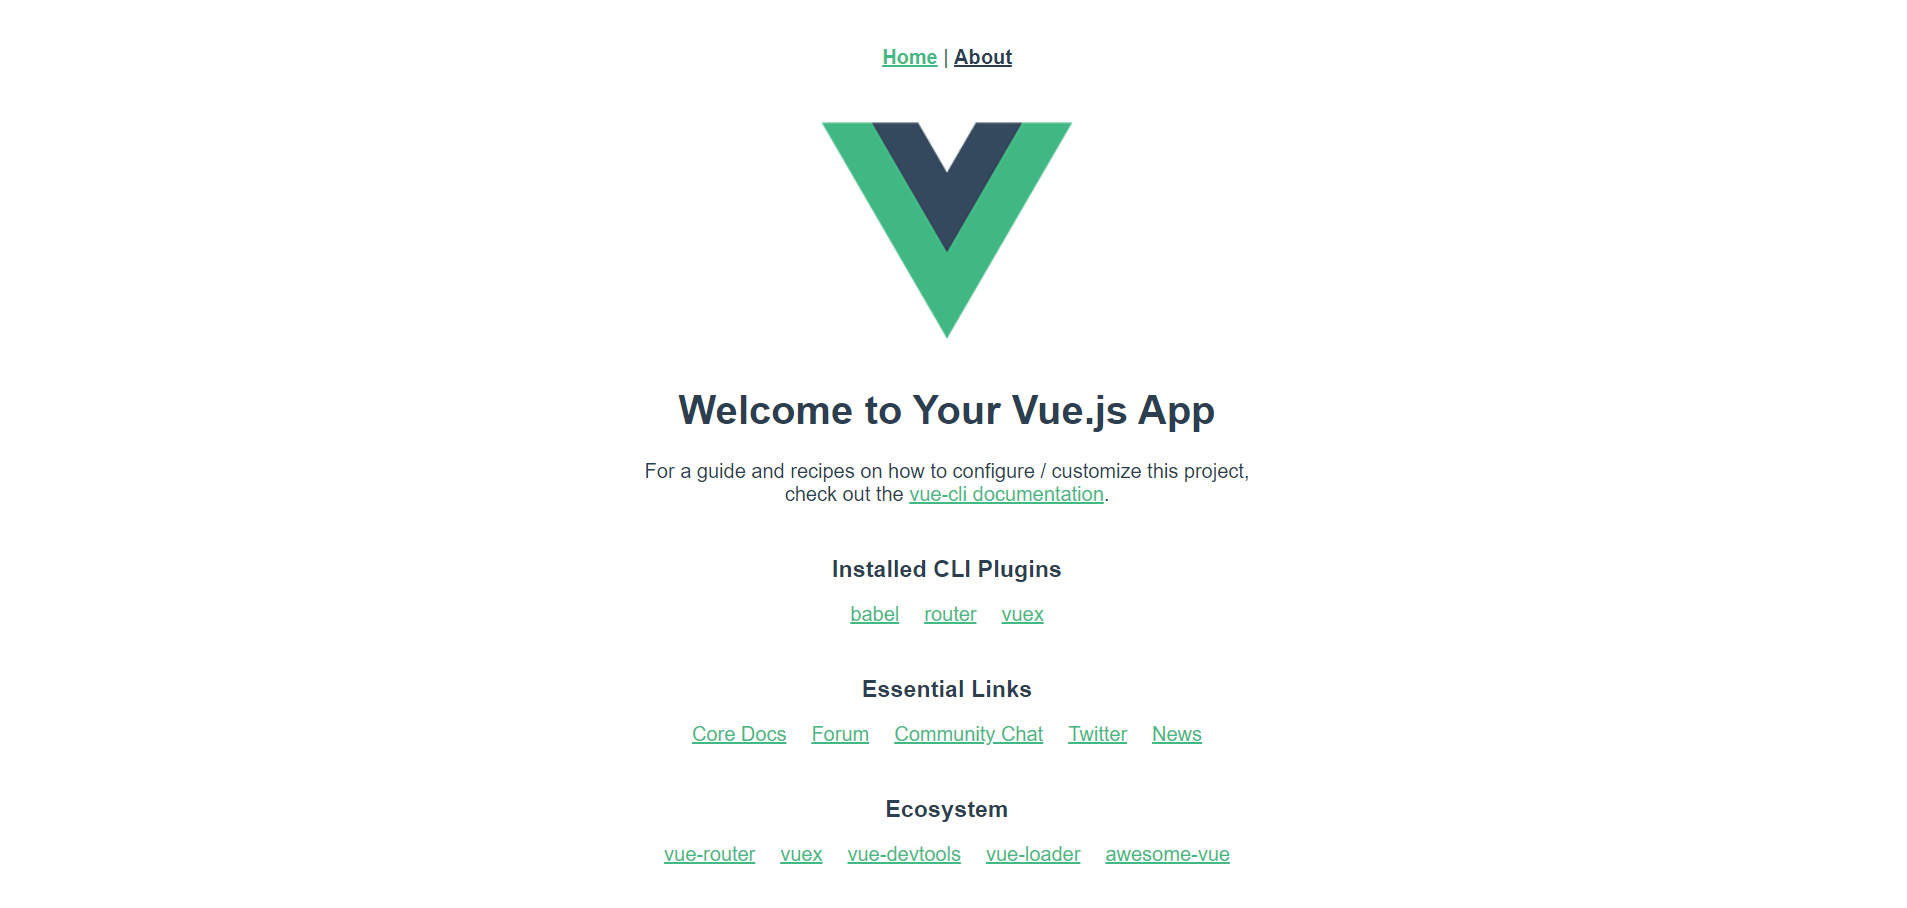 Home | About
Welcome to Your Vue.js App
For a guide and recipes on how to configure / customize this project,
check out the vue-cli documentation.
Installed CLI Plugins
babel router vuex
Essential Links
Core Docs Forum Community Chat Twitter News
Ecosystem
vue-router vuex vue-devtools vue-loader awesome-vue